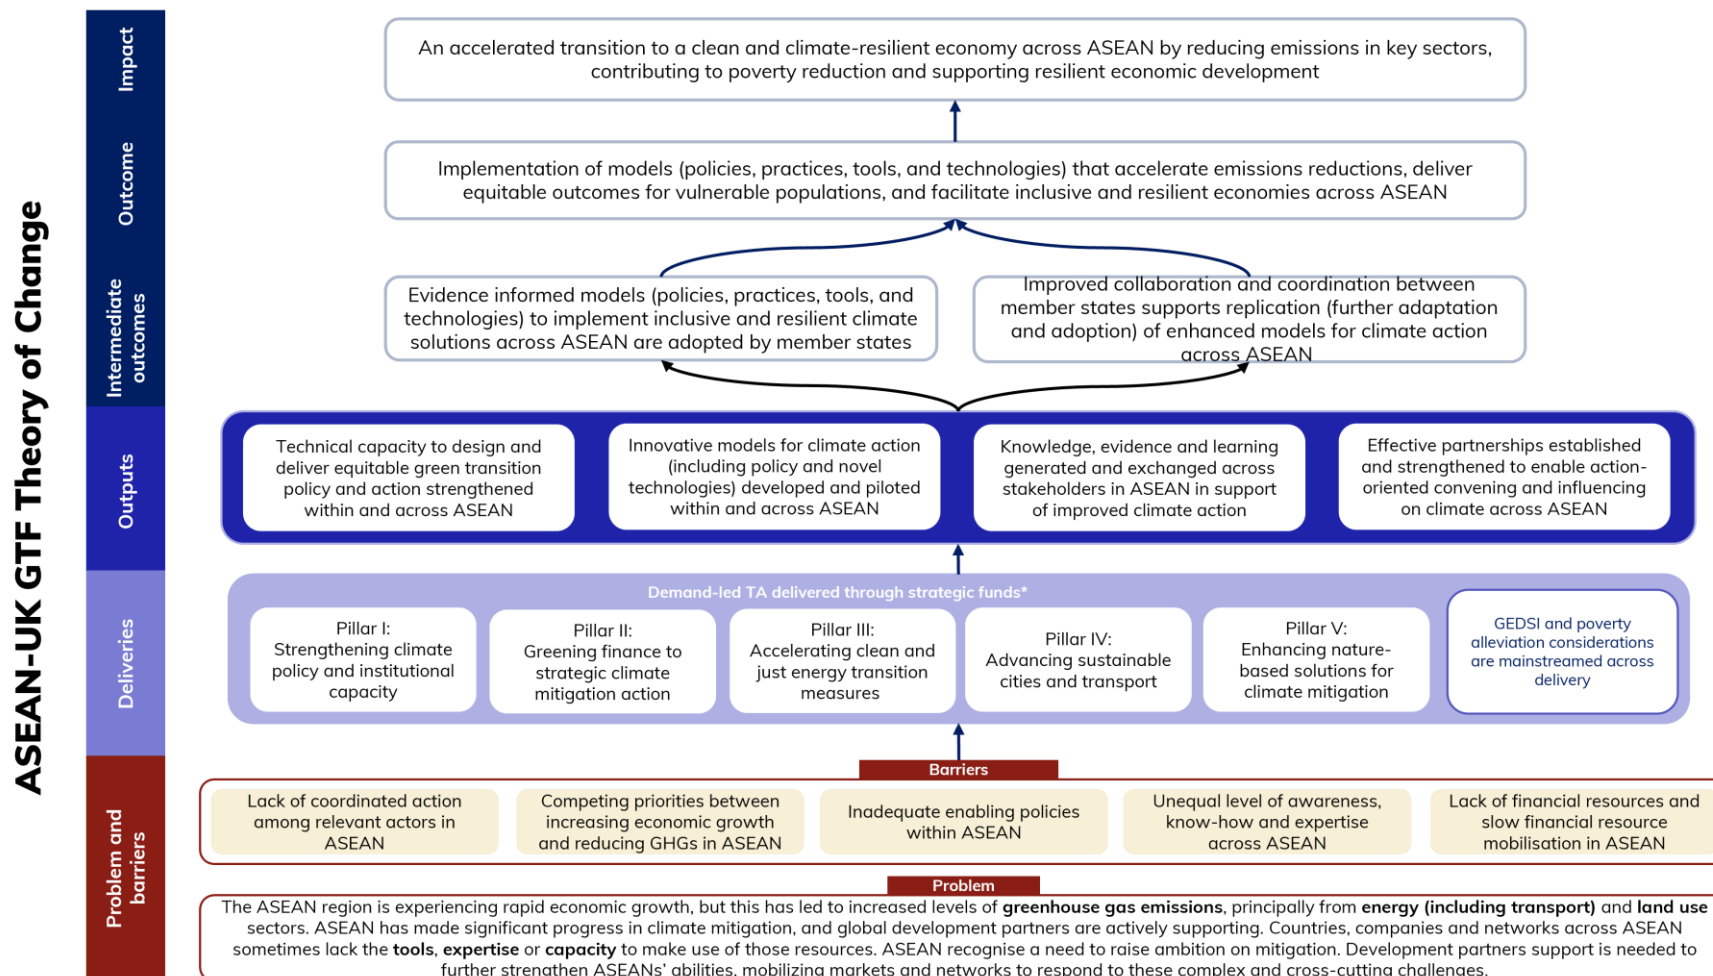 ASEAN-UK GTF Theory of Change
Impact
An accelerated transition to a clean and climate-resilient economy across ASEAN by reducing emissions in key sectors,
contributing to poverty reduction and supporting resilient economic development
Outcome
Implementation of models (policies, practices, tools, and technologies) that accelerate emissions reductions, deliver
equitable outcomes for vulnerable populations, and facilitate inclusive and resilient economies across ASEAN
Intermediate
outcomes
Evidence informed models (policies, practices, tools, and
technologies) to implement inclusive and resilient climate
solutions across ASEAN are adopted by member states
Improved collaboration and coordination between
member states supports replication (further adaptation
and adoption) of enhanced models for climate action
across ASEAN
Outputs
Technical capacity to design and
deliver equitable green transition
policy and action strengthened
within and across ASEAN
Innovative models for climate action
(including policy and novel
technologies) developed and piloted
within and across ASEAN
Knowledge, evidence and learning
generated and exchanged across
stakeholders in ASEAN in support
of improved climate action
Effective partnerships established
and strengthened to enable action-
oriented convening and influencing
on climate across ASEAN
Deliveries
Demand-led TA delivered through strategic funds*
Pillar I:
Strengthening climate
policy and institutional
capacity
Pillar II:
Greening finance to
strategic climate
mitigation action
Pillar III:
Accelerating clean and
just energy transition
measures
Pillar IV:
Advancing sustainable
cities and transport
Pillar V:
Enhancing nature-
based solutions for
climate mitigation
GEDSI and poverty
alleviation considerations
are mainstreamed across
delivery
Problem and
barriers
Barriers
Lack of coordinated action
among relevant actors in
ASEAN
Competing priorities between
increasing economic growth
and reducing GHGs in ASEAN
Inadequate enabling policies
within ASEAN
Unequal level of awareness,
know-how and expertise
across ASEAN
Lack of financial resources and
slow financial resource
mobilisation in ASEAN
Problem
The ASEAN region is experiencing rapid economic growth, but this has led to increased levels of greenhouse gas emissions, principally from energy (including transport) and land use
sectors. ASEAN has made significant progress in climate mitigation, and global development partners are actively supporting. Countries, companies and networks across ASEAN
sometimes lack the tools, expertise or capacity to make use of those resources. ASEAN recognise a need to raise ambition on mitigation. Development partners support is needed to
further strengthen ASEANs' abilities, mobilizing markets and networks to respond to these complex and cross-cutting challenges.